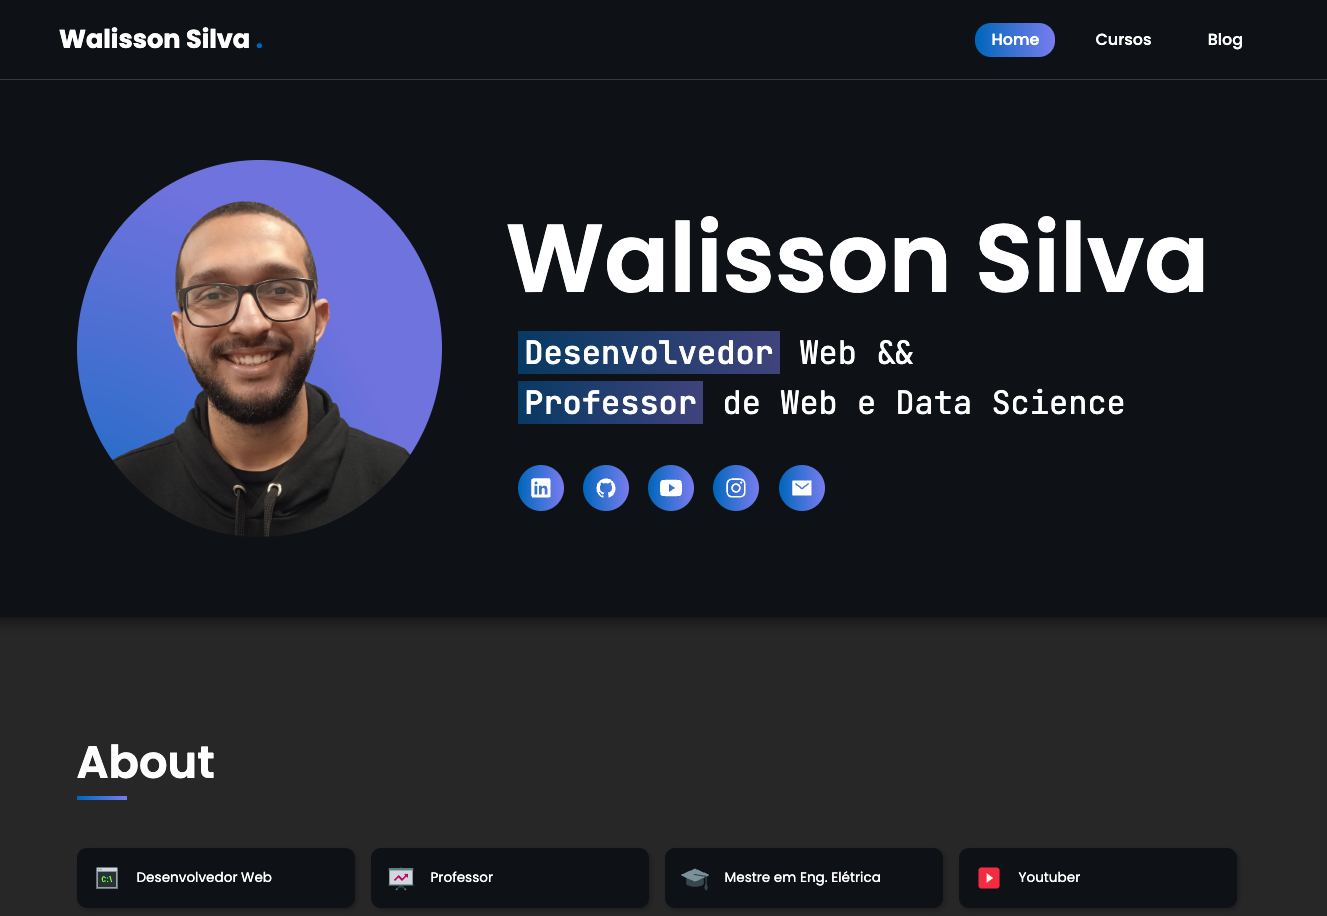 Walisson Silva .
Home
Cursos
Blog
Walisson Silva
Desenvolvedor Web &&
Professor de Web e Data Science
About
C:\
Desenvolvedor Web
Professor
Mestre em Eng. Elétrica
Youtuber